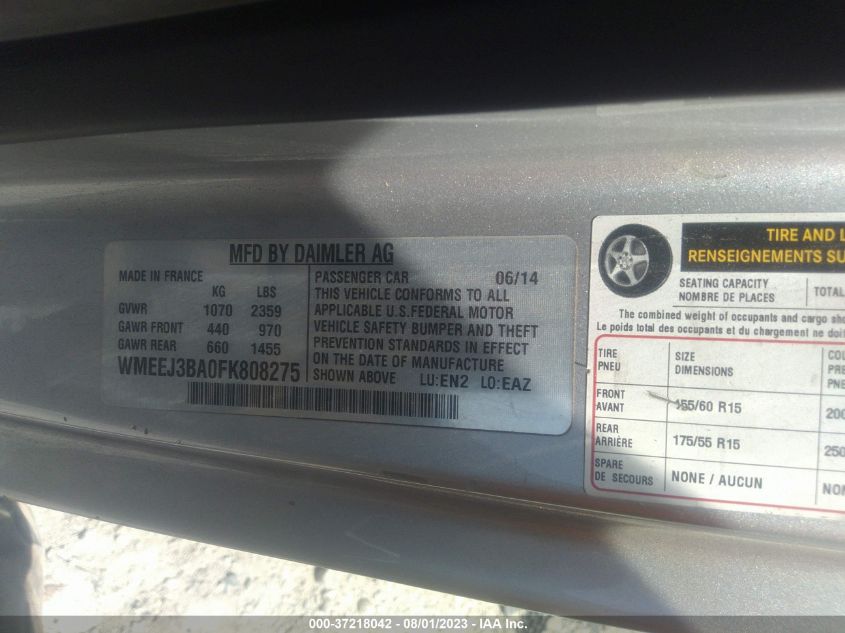 MFD BY DAIMLER AG
MADE IN FRANCE
KG LBS
GVWR 1070 2359
GAWR FRONT 440 970
GAWR REAR 660 1455
WMEEJ3BA0FK808275
PASSENGER CAR 06/14
THIS VEHICLE CONFORMS TO ALL
APPLICABLE U.S.FEDERAL MOTOR
VEHICLE SAFETY BUMPER AND THEFT
PREVENTION STANDARDS IN EFFECT
ON THE DATE OF MANUFACTURE
SHOWN ABOVE LU:EN2 LO:EAZ
TIRE AND L
RENSEIGNEMENTS SU
SEATING CAPACITY
NOMBRE DE PLACES
TOTAL
The combined weight of occupants and cargo sho
Le poids total des occupants et du chargement ne doit
TIRE
PNEU
SIZE
DIMENSIONS
COL
PRE
FRONT
AVANT
155/60 R15
200
REAR
ARRIÈRE
175/55 R15
250
SPARE
DE SECOURS
NONE / AUCUN
NON
000-37218042 - 08/01/2023 - IAA, Inc.